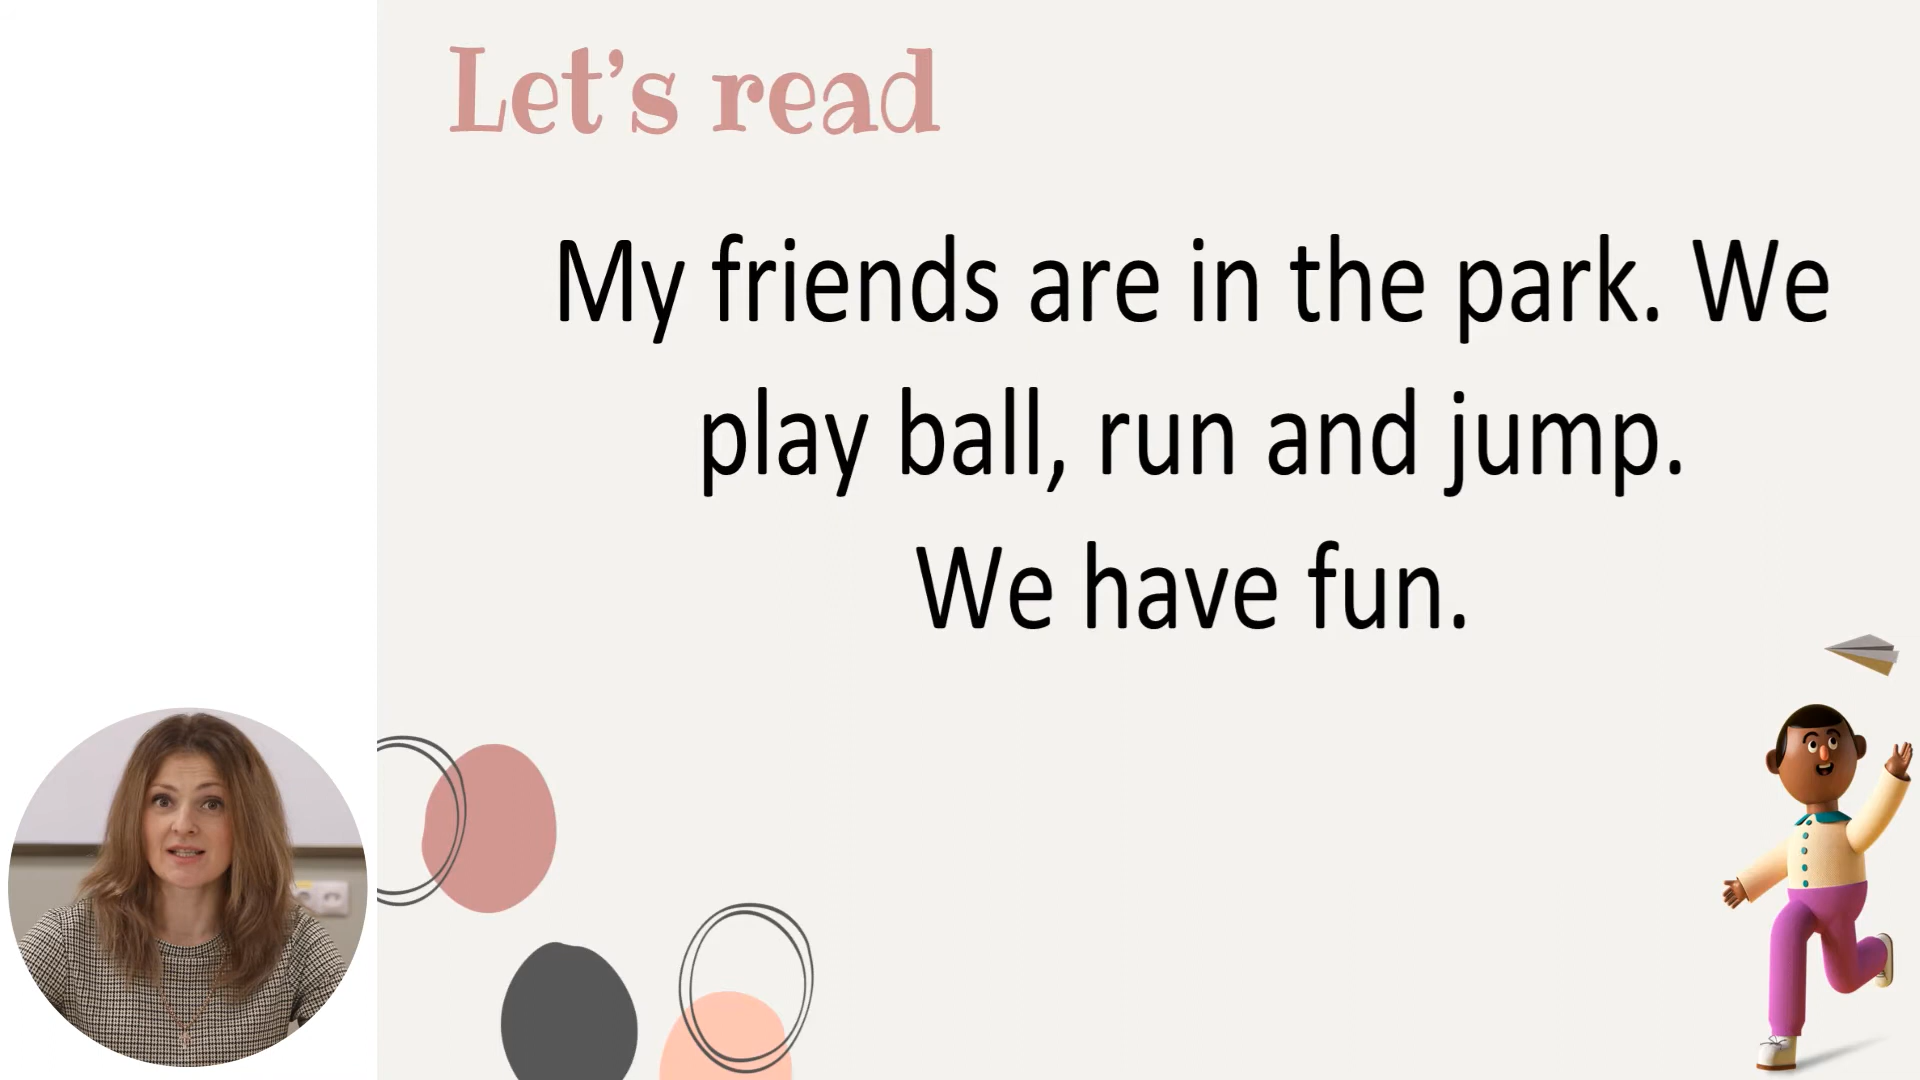 Let's read
My friends are in the park. We
play ball, run and jump.
We have fun.